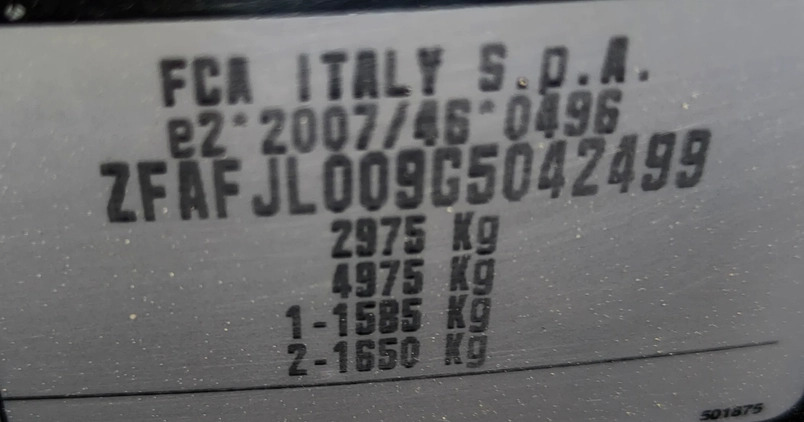 FCA ITALY S.p.A.
e2*2007/46*0496
ZFAFJL009G5042499
2975 Kg
4975 Kg
1-1585 Kg
2-1650 Kg
501875